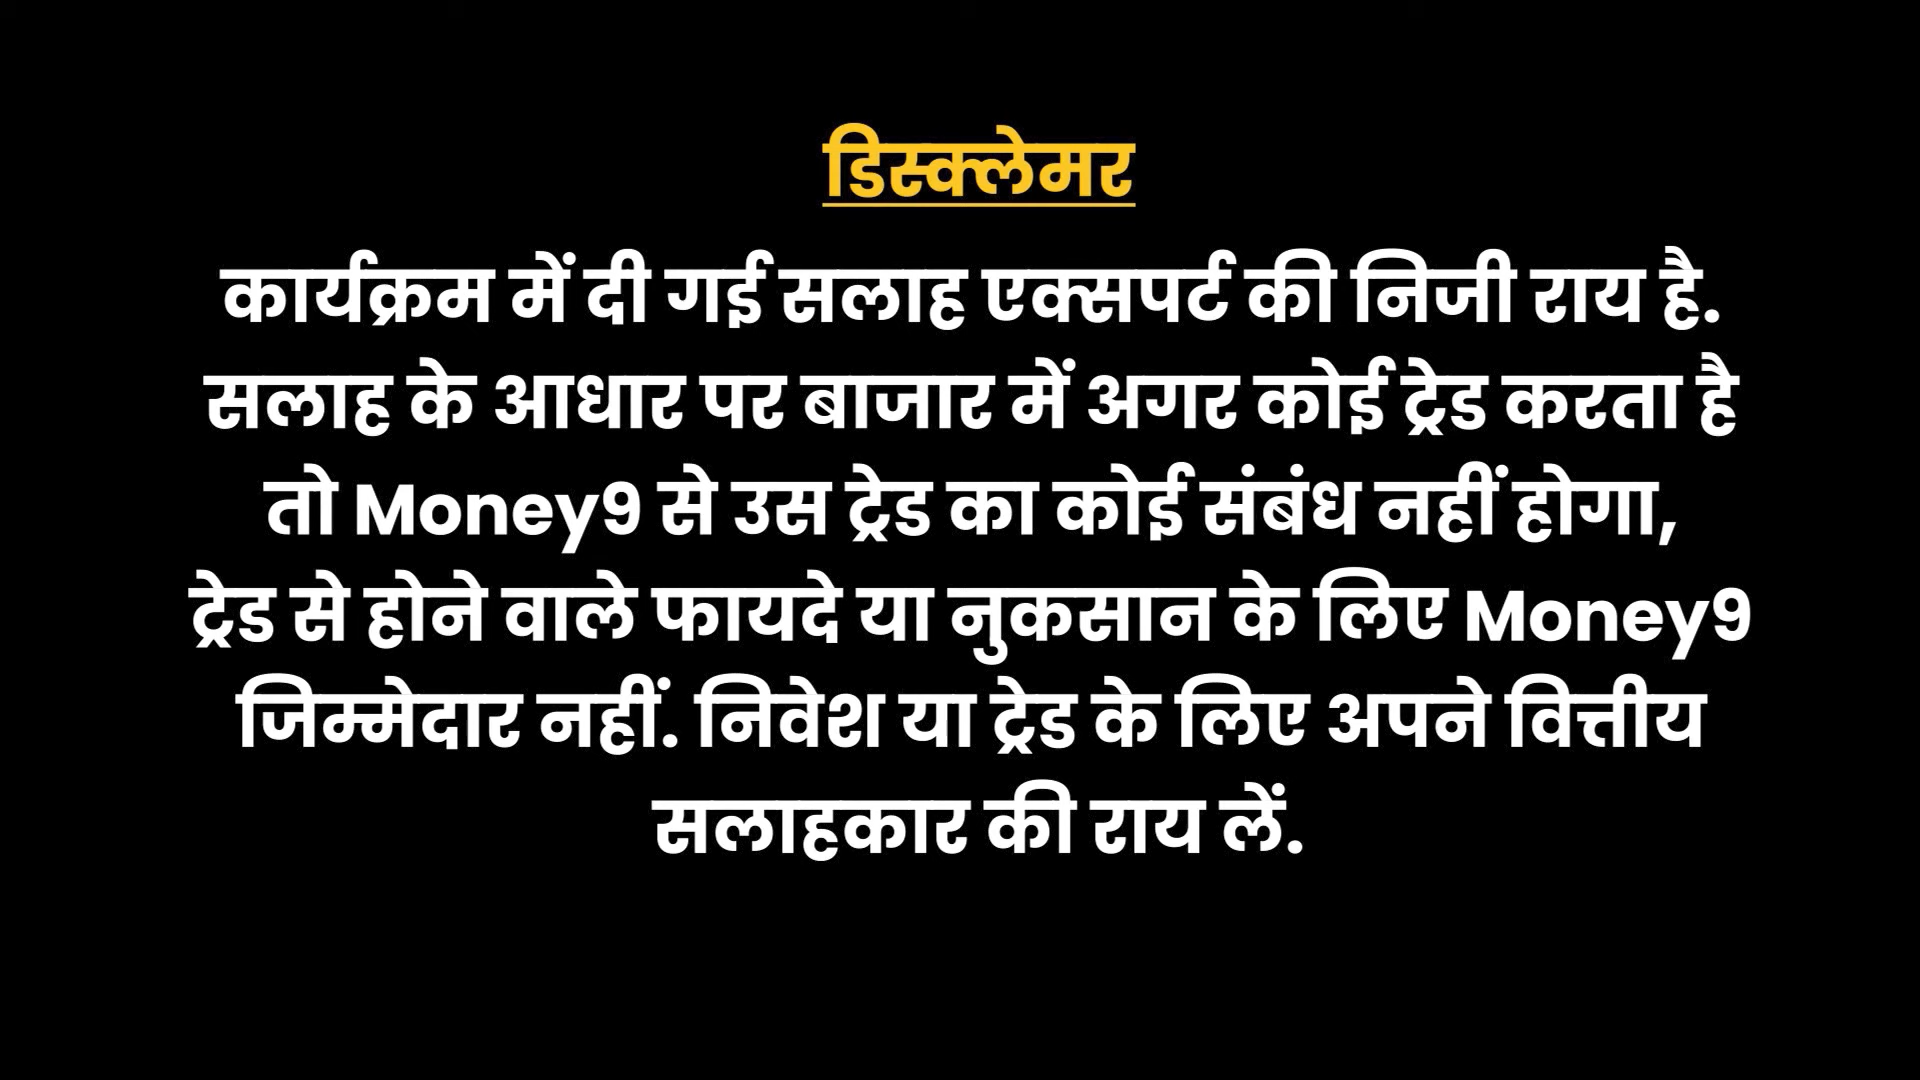 डिस्क्लेमर
कार्यक्रम में दी गई सलाह एक्सपर्ट की निजी राय है.
सलाह के आधार पर बाजार में अगर कोई ट्रेड करता है
तो Money9 से उस ट्रेड का कोई संबंध नहीं होगा,
ट्रेड से होने वाले फायदे या नुकसान के लिए Money9
जिम्मेदार नहीं. निवेश या ट्रेड के लिए अपने वित्तीय
सलाहकार की राय लें.